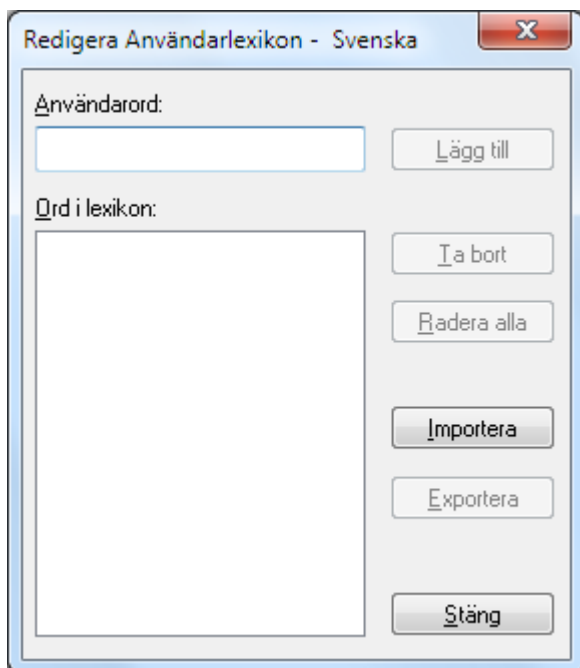 Redigera Användarlexikon - Svenska
Användarord:
Lägg till
Ord i lexikon:
Ta bort
Radera alla
Importera
Exportera
Stäng